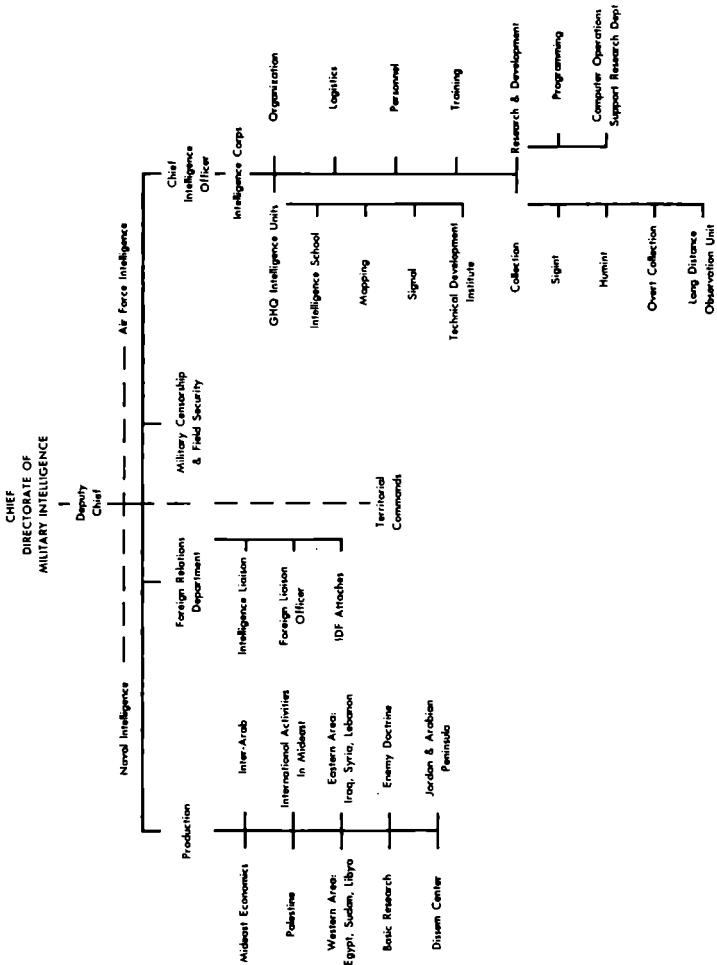 CHIEF
DIRECTORATE OF
MILITARY INTELLIGENCE
Deputy
Chief
Naval Intelligence
Air Force Intelligence
Production
Mideast Economics
Inter-Arab
Palestine
International Activities
In Mideast
Western Area:
Egypt, Sudan, Libya
Eastern Area:
Iraq, Syria, Lebanon
Basic Research
Enemy Doctrine
Dissem Center
Jordan & Arabian
Peninsula
Foreign Relations
Department
Intelligence Liaison
Foreign Liaison
Officer
IDF Attaches
Territorial
Commands
Military Censorship
& Field Security
Chief
Intelligence
Officer
Intelligence Corps
GHQ Intelligence Units
Organization
Intelligence School
Logistics
Mapping
Personnel
Signal
Training
Technical Development
Institute
Collection
Research & Development
Sigint
Programming
Humint
Computer Operations
Support Research Dept
Overt Collection
Long Distance
Observation Unit